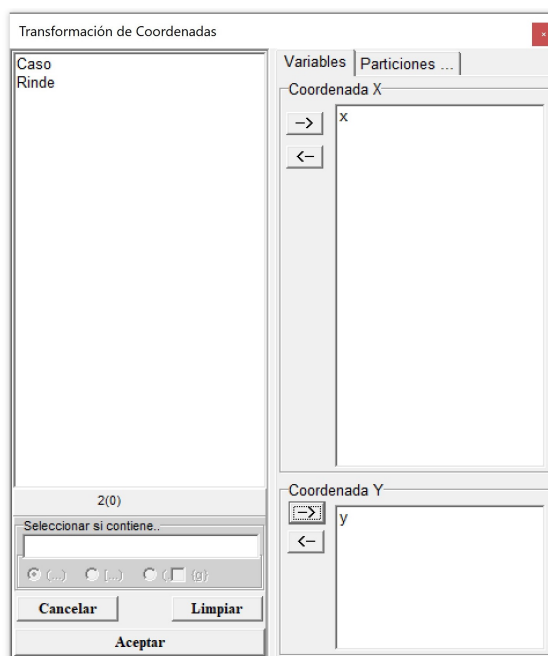 Transformación de Coordenadas
×
Caso
Rinde
2(0)
Seleccionar si contiene..
(...) [...) ( {g}
Cancelar Limpiar
Aceptar
Variables Particiones ...
Coordenada X
-->
<--
x
Coordenada Y
-->
<--
y